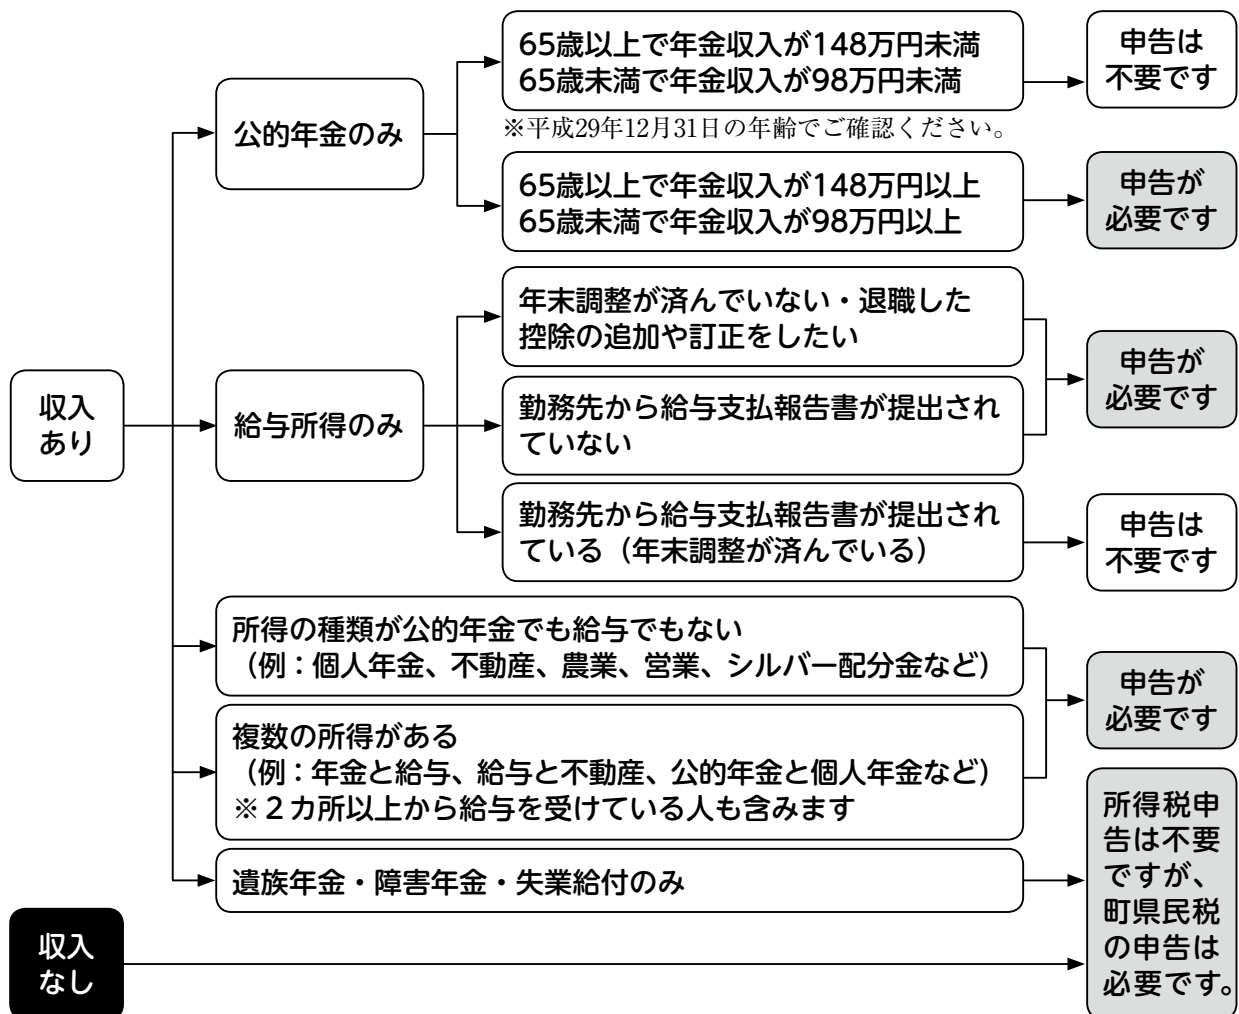 収入
あり
公的年金のみ
65歳以上で年金収入が148万円未満
65歳未満で年金収入が98万円未満
※平成29年12月31日の年齢でご確認ください。
申告は
不要です
65歳以上で年金収入が148万円以上
65歳未満で年金収入が98万円以上
申告が
必要です
給与所得のみ
年末調整が済んでいない・退職した
控除の追加や訂正をしたい
勤務先から給与支払報告書が提出され
ていない
申告が
必要です
勤務先から給与支払報告書が提出され
ている（年末調整が済んでいる）
申告は
不要です
所得の種類が公的年金でも給与でもない
（例：個人年金、不動産、農業、営業、シルバー配分金など）
複数の所得がある
（例：年金と給与、給与と不動産、公的年金と個人年金など）
※２カ所以上から給与を受けている人も含みます
申告が
必要です
遺族年金・障害年金・失業給付のみ
収入
なし
所得税申
告は不要
ですが、
町県民税
の申告は
必要です。